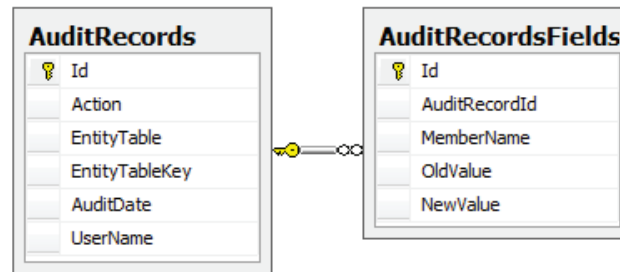 AuditRecords
Id
Action
EntityTable
EntityTableKey
AuditDate
UserName
AuditRecordsFields
Id
AuditRecordId
MemberName
OldValue
NewValue